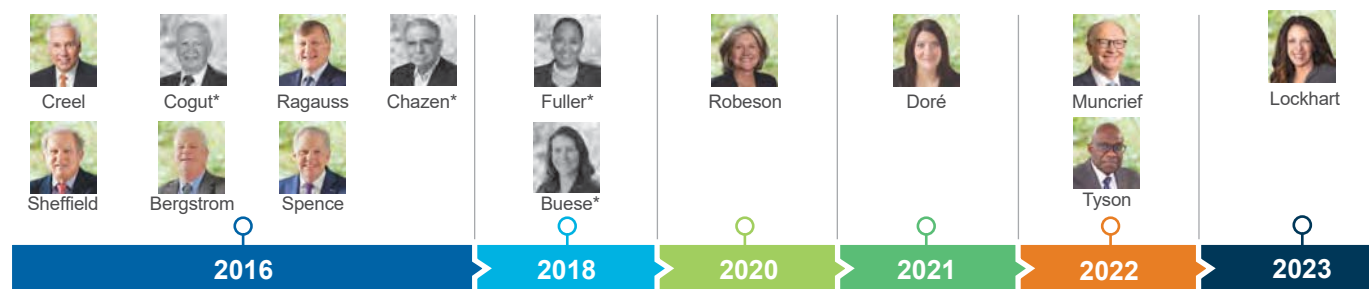 Creel Cogut* Ragauss Chazen* Fuller* Robeson Doré Muncrief Lockhart
Sheffield Bergstrom Spence Buese* Tyson
2016 2018 2020 2021 2022 2023